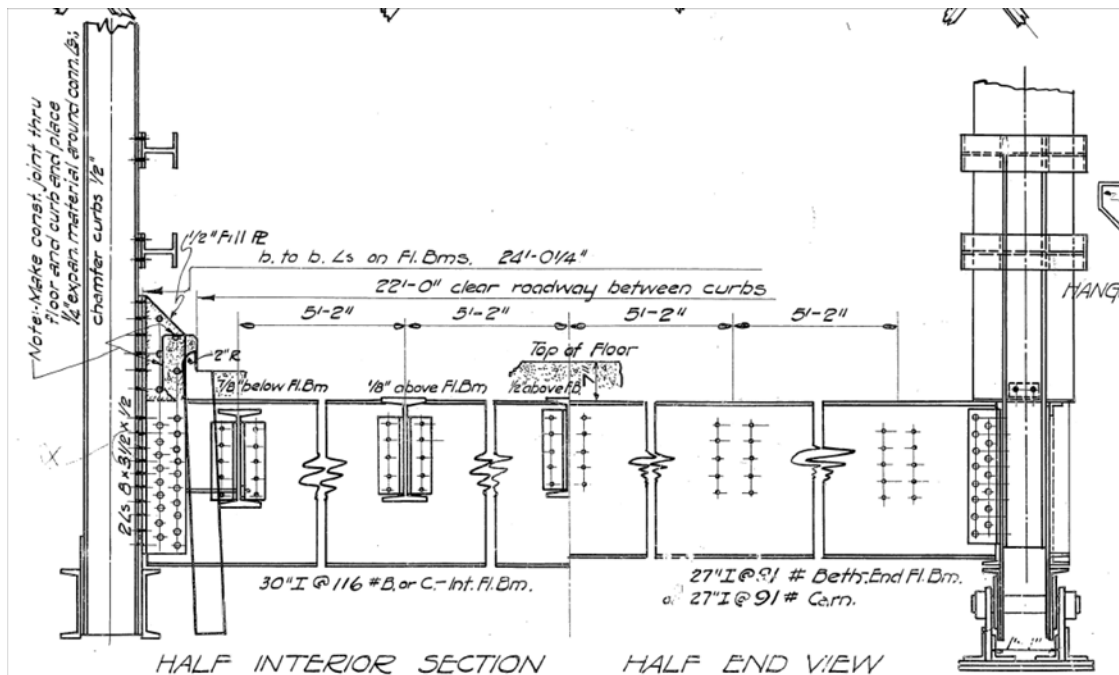 Note:-Make const. joint thru
floor and curb and place
1/4" expan. material around conn. Ls;
chamfer curbs 1/2"
1/2" Fill PL
b. to b. Ls on Fl. Bms. 24'-0 1/4"
22'-0" clear roadway between curbs
5'-2" 5'-2" 5'-2" 5'-2"
HANG
Top of Floor
2" R
7"
7/8" below Fl. Bm 1/8" above Fl. Bm 1/2" above F.B.
2 Ls 8 x 3 1/2 x 1/2
30" I @ 116 # B. or C.-Int. Fl. Bm.
27" I @ 91 # Beth.-End Fl. Bm.
or 27" I @ 91 # Carn.
HALF INTERIOR SECTION HALF END VIEW